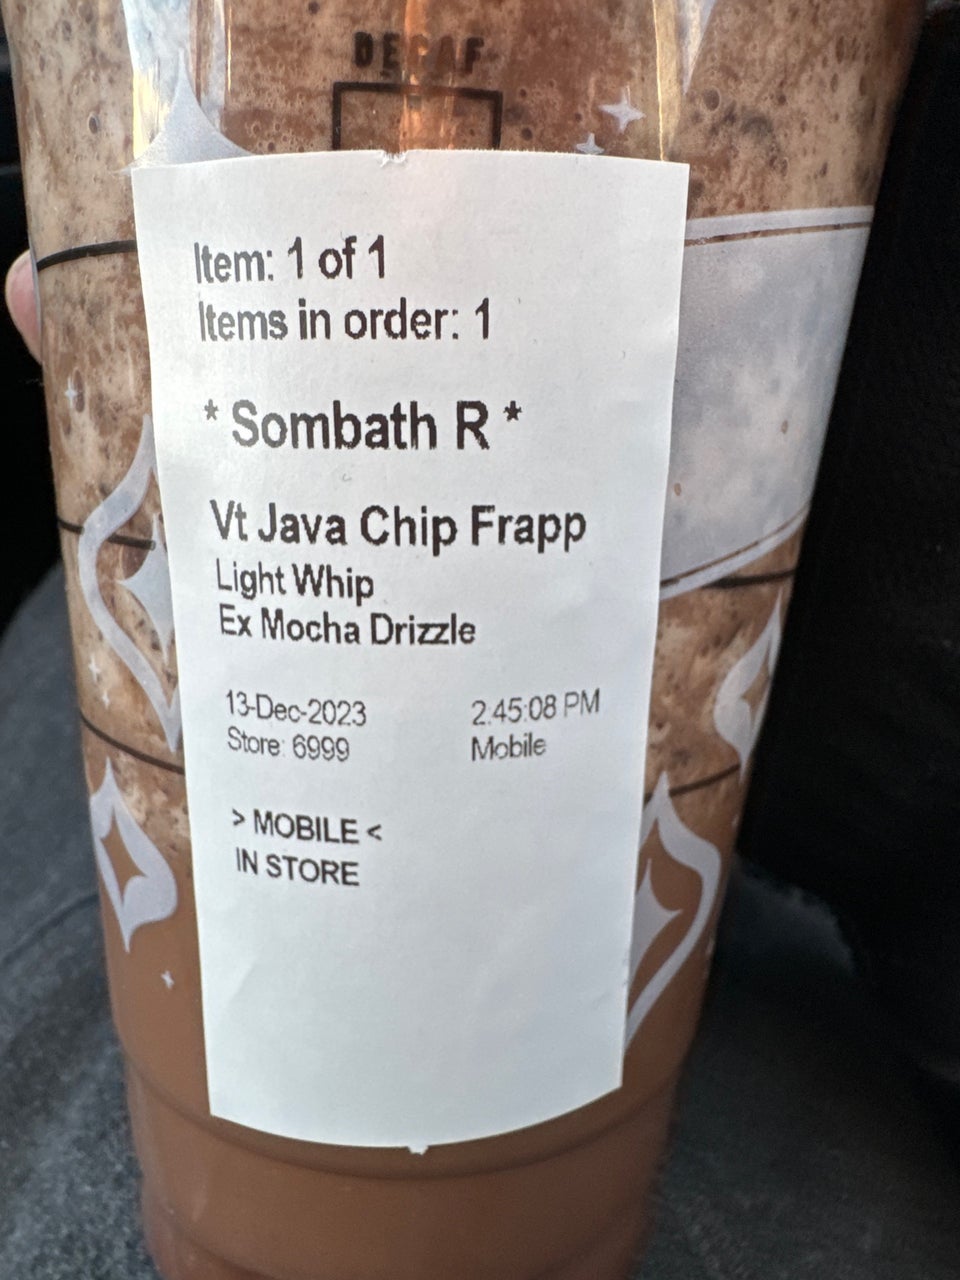 DECAF
Item: 1 of 1
Items in order: 1
* Sombath R *
Vt Java Chip Frapp
Light Whip
Ex Mocha Drizzle
13-Dec-2023 2:45:08 PM
Store: 6999 Mobile
> MOBILE <
IN STORE